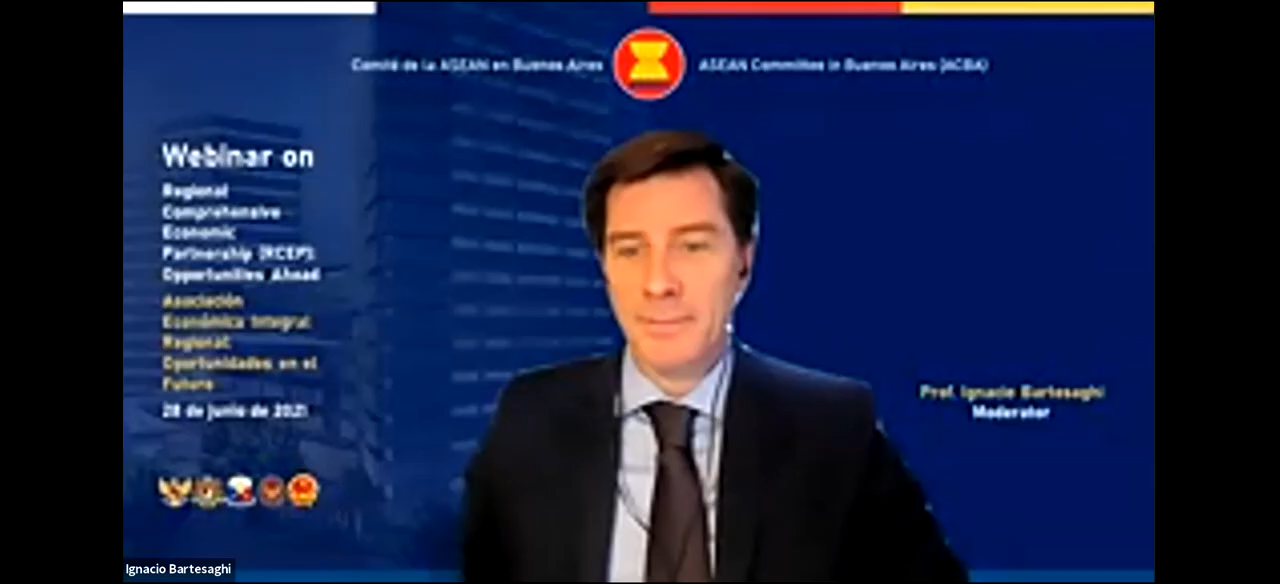 Comité de la ASEAN en Buenos Aires
ASEAN Committee in Buenos Aires (ACBA)
Webinar on
Regional
Comprehensive
Economic
Partnership (RCEP):
Opportunities Ahead
Asociación
Económica Integral
Regional:
Oportunidades en el
Futuro
28 de junio de 2021
Prof. Ignacio Bartesaghi
Moderator
Ignacio Bartesaghi